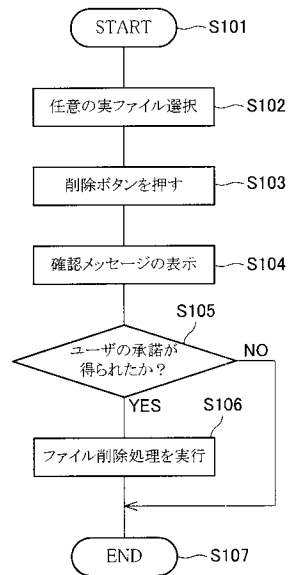 START
S101
任意の実ファイル選択
S102
削除ボタンを押す
S103
確認メッセージの表示
S104
S105
ユーザの承諾が
得られたか？
NO
YES
S106
ファイル削除処理を実行
END
S107